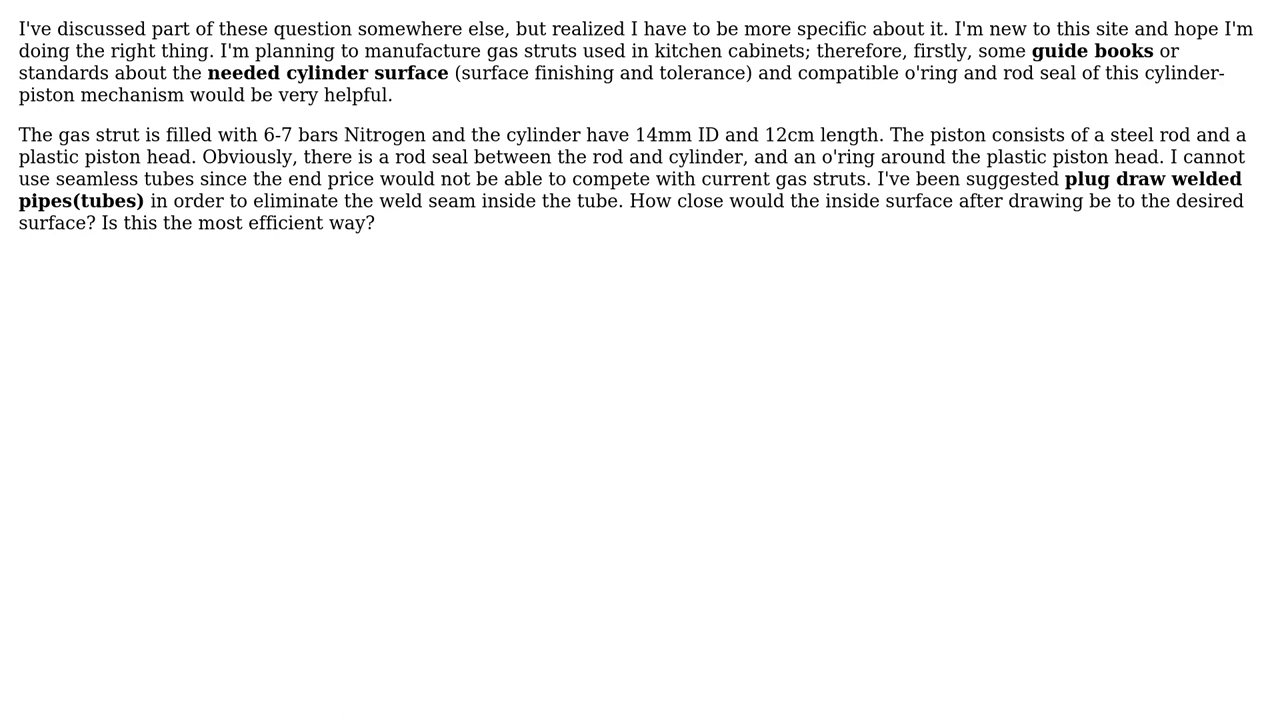 I've discussed part of these question somewhere else, but realized I have to be more specific about it. I'm new to this site and hope I'm
doing the right thing. I'm planning to manufacture gas struts used in kitchen cabinets; therefore, firstly, some guide books or
standards about the needed cylinder surface (surface finishing and tolerance) and compatible o'ring and rod seal of this cylinder-
piston mechanism would be very helpful.
The gas strut is filled with 6-7 bars Nitrogen and the cylinder have 14mm ID and 12cm length. The piston consists of a steel rod and a
plastic piston head. Obviously, there is a rod seal between the rod and cylinder, and an o'ring around the plastic piston head. I cannot
use seamless tubes since the end price would not be able to compete with current gas struts. I've been suggested plug draw welded
pipes(tubes) in order to eliminate the weld seam inside the tube. How close would the inside surface after drawing be to the desired
surface? Is this the most efficient way?